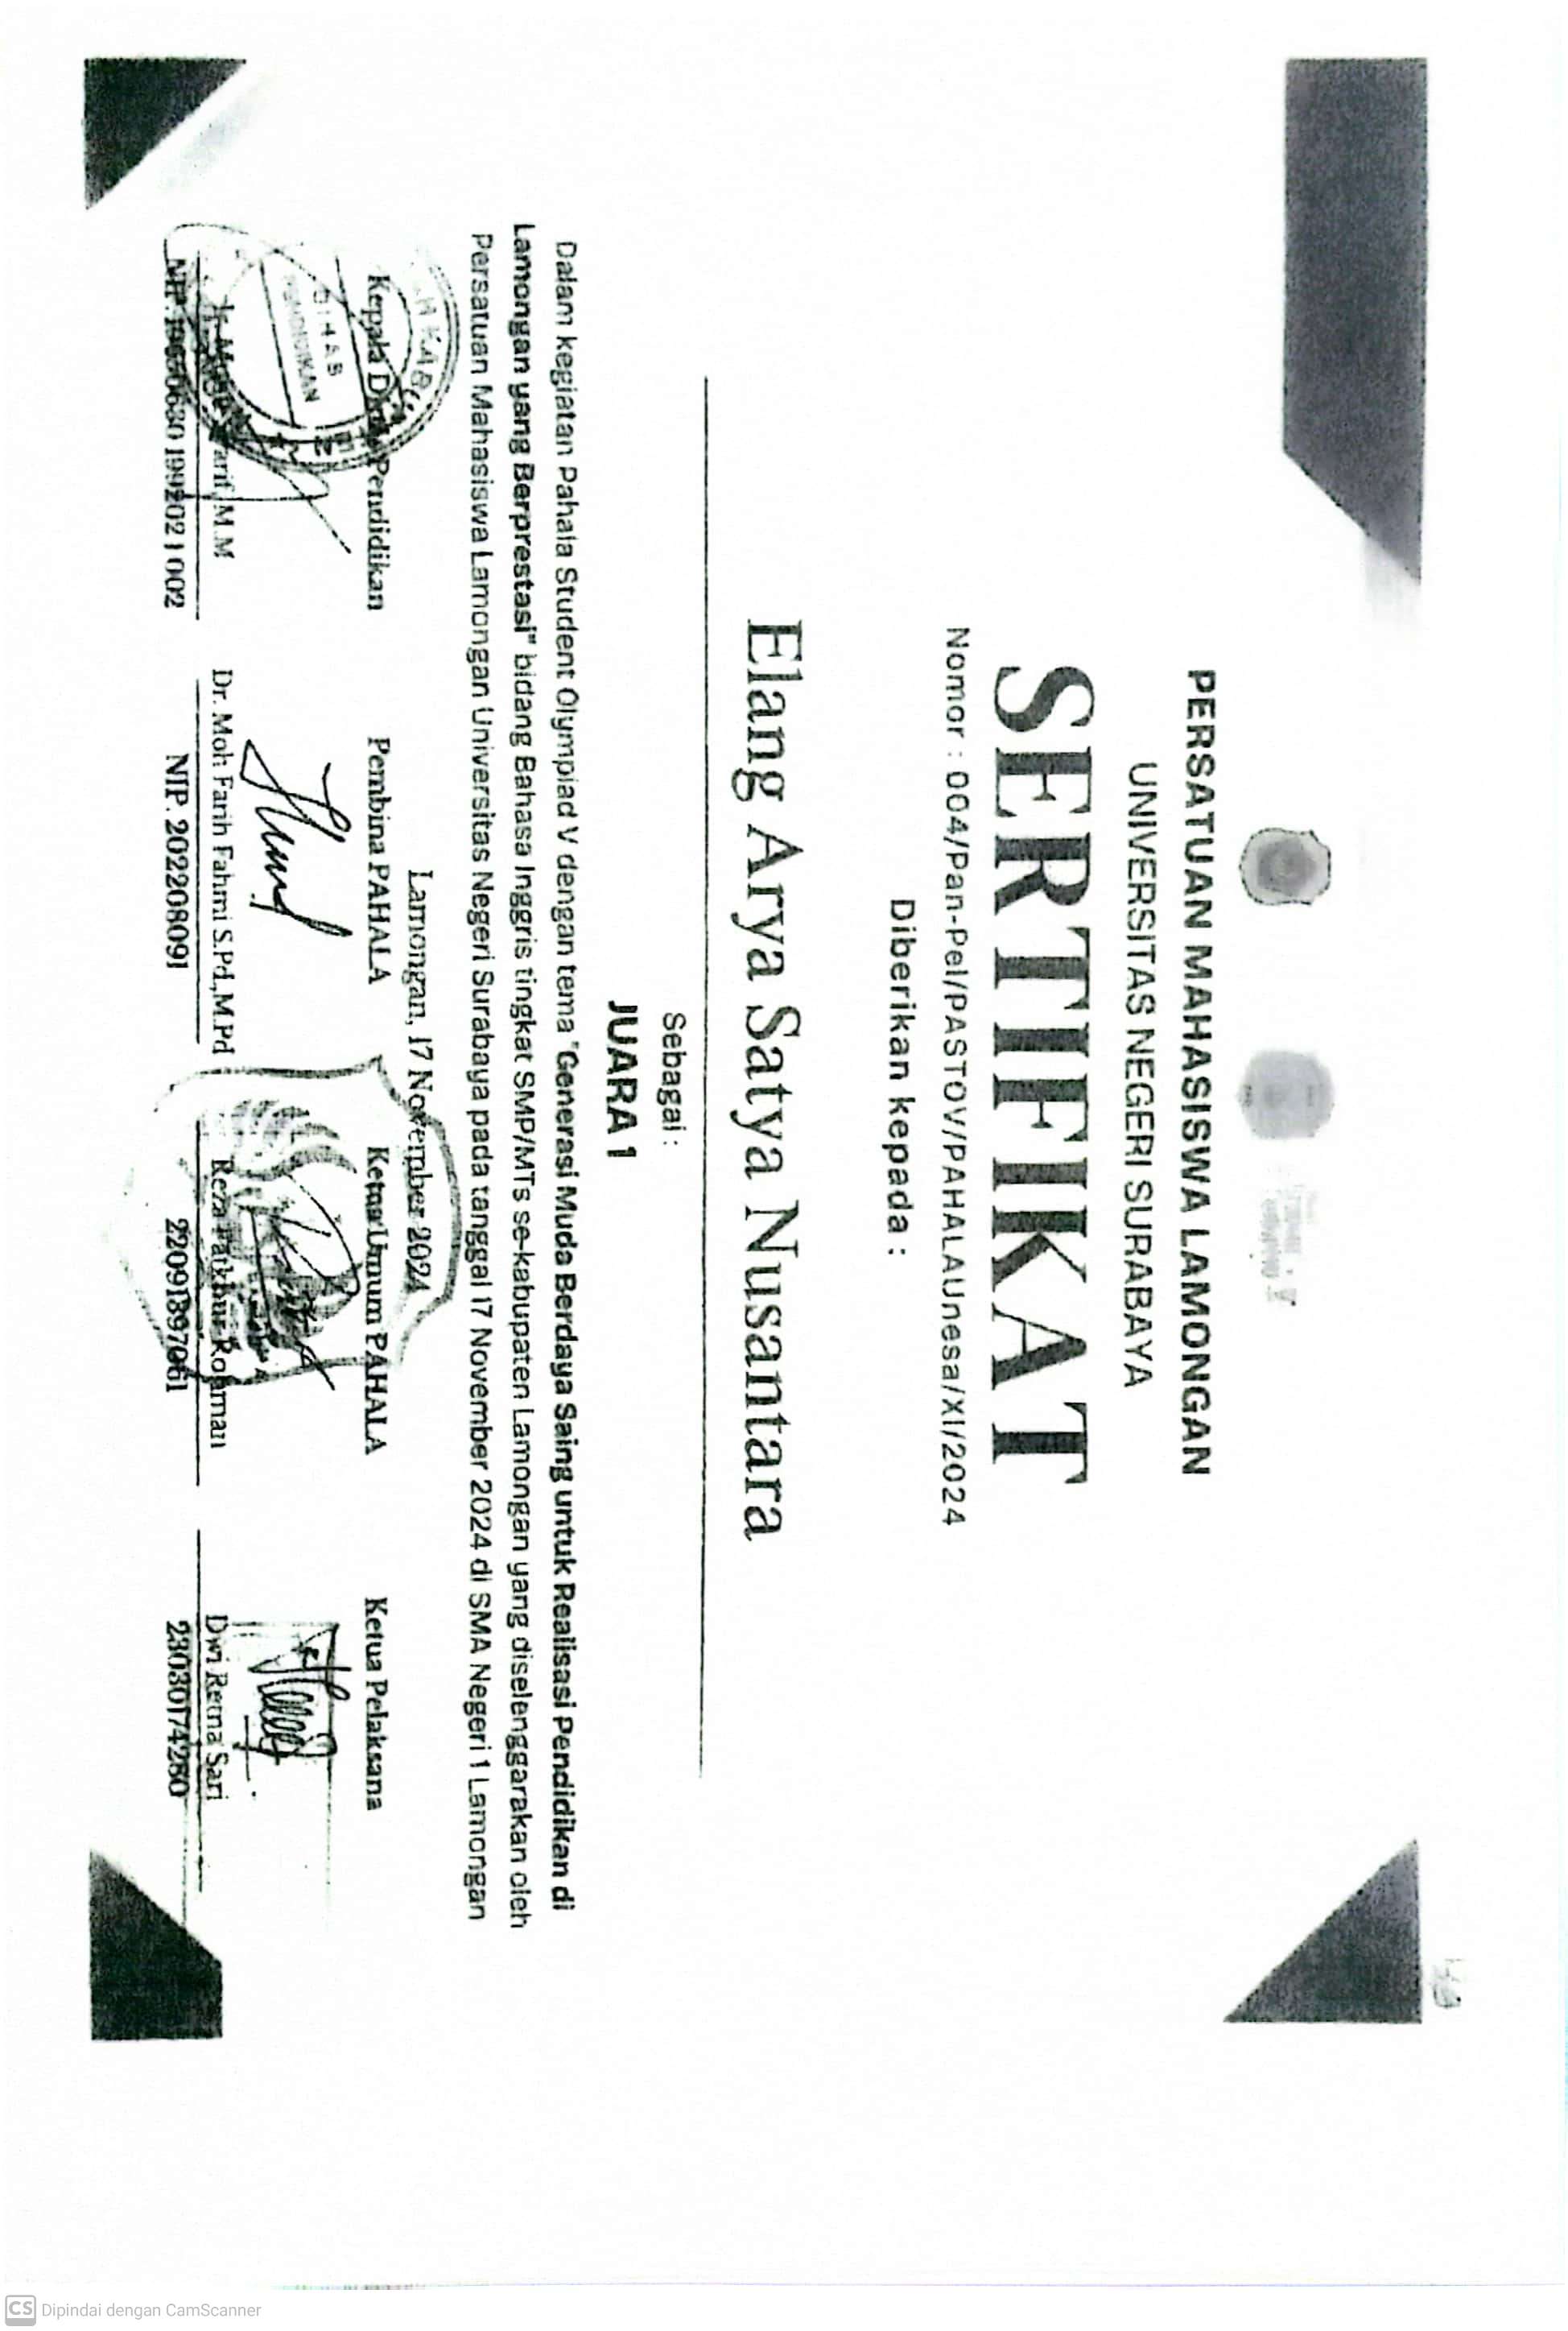 PERSATUAN MAHASISWA LAMONGAN
UNIVERSITAS NEGERI SURABAYA
SERTIFIKAT
Nomor : 004/Pan-Pel/PASTOV/PAHALAUnesa/XI/2024
Diberikan kepada :
Elang Arya Satya Nusantara
Sebagai :
JUARA 1
Dalam kegiatan Pahala Student Olympiad V dengan tema "Generasi Muda Berdaya Saing untuk Realisasi Pendidikan di
Lamongan yang Berprestasi" bidang Bahasa Inggris tingkat SMP/MTs se-kabupaten Lamongan yang diselenggarakan oleh
Persatuan Mahasiswa Lamongan Universitas Negeri Surabaya pada tanggal 17 November 2024 di SMA Negeri 1 Lamongan
Lamongan, 17 November 2024
Kepala Dinas Pendidikan
DINAS
PENDIDIKAN
M.M
NIP. 19650630 199202 1 002
Pembina PAHALA
Dr. Moh Farih Fahmi S.Pd.,M.Pd
NIP. 202208091
Ketua Umum PAHALA
Reza Fatkhur Rohman
22091397061
Ketua Pelaksana
Dwi Retna Sari
23030174280
CS Dipindai dengan CamScanner